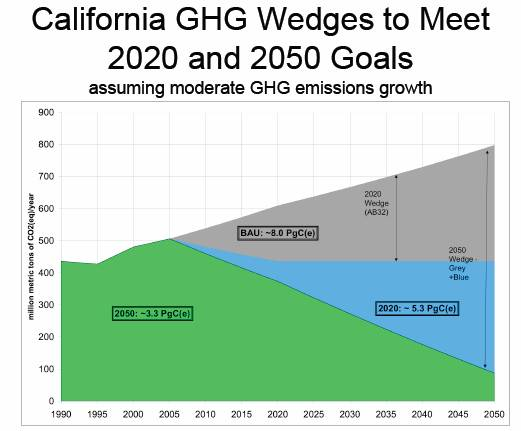 California GHG Wedges to Meet
2020 and 2050 Goals
assuming moderate GHG emissions growth
million metric tons of CO2(eq)/year
900
800
700
600
500
400
300
200
100
0
2020
Wedge
(AB32)
BAU: ~8.0 PgC(e)
2050
Wedge -
Grey
+Blue
2050: ~3.3 PgC(e)
2020: ~ 5.3 PgC(e)
1990 1995 2000 2005 2010 2015 2020 2025 2030 2035 2040 2045 2050